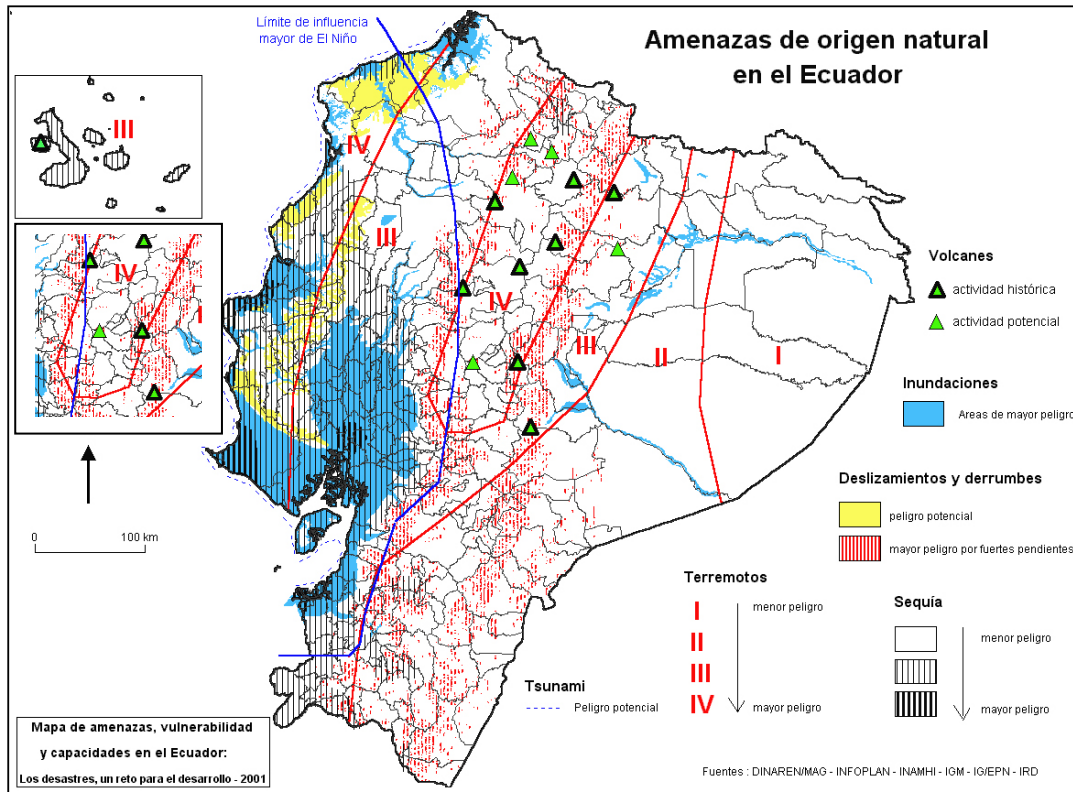 Amenazas de origen natural
en el Ecuador
Límite de influencia
mayor de El Niño
III
IV
IV
III
IV
III
II
I
I
0
100 km
Volcanes
actividad histórica
actividad potencial
Inundaciones
Areas de mayor peligro
Deslizamientos y derrumbes
peligro potencial
mayor peligro por fuertes pendientes
Terremotos
I
menor peligro
II
III
IV
mayor peligro
Sequía
menor peligro
mayor peligro
Tsunami
Peligro potencial
Mapa de amenazas, vulnerabilidad
y capacidades en el Ecuador:
Los desastres, un reto para el desarrollo - 2001
Fuentes : DINAREN/MAG - INFOPLAN - INAMHI - IGM - IG/EPN - IRD